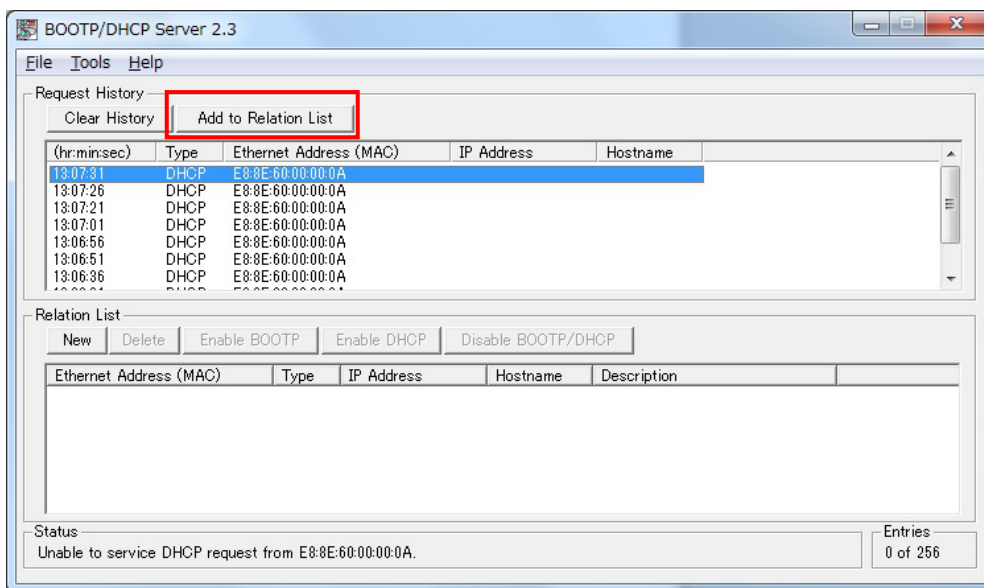 BOOTP/DHCP Server 2.3
File Tools Help
Request History
Clear History Add to Relation List
(hr:min:sec) Type Ethernet Address (MAC) IP Address Hostname
13:07:31 DHCP E8:8E:60:00:00:0A
13:07:26 DHCP E8:8E:60:00:00:0A
13:07:21 DHCP E8:8E:60:00:00:0A
13:07:01 DHCP E8:8E:60:00:00:0A
13:06:56 DHCP E8:8E:60:00:00:0A
13:06:51 DHCP E8:8E:60:00:00:0A
13:06:36 DHCP E8:8E:60:00:00:0A
Relation List
New Delete Enable BOOTP Enable DHCP Disable BOOTP/DHCP
Ethernet Address (MAC) Type IP Address Hostname Description
Status
Unable to service DHCP request from E8:8E:60:00:00:0A.
Entries
0 of 256